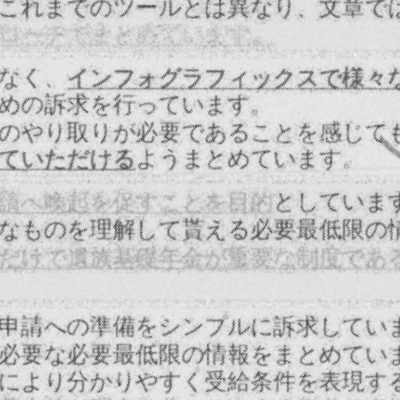 これまでのツールとは異なり、文章では
なく、インフォグラフィックスで様々な
めの訴求を行っています。
のやり取りが必要であることを感じても
ていただけるようまとめています。
請へ喚起を促すことを目的としています
なものを理解して貰える必要最低限の情
だけで遺族基礎年金が重要な制度である
申請への準備をシンプルに訴求していま
必要な必要最低限の情報をまとめていま
により分かりやすく受給条件を表現する